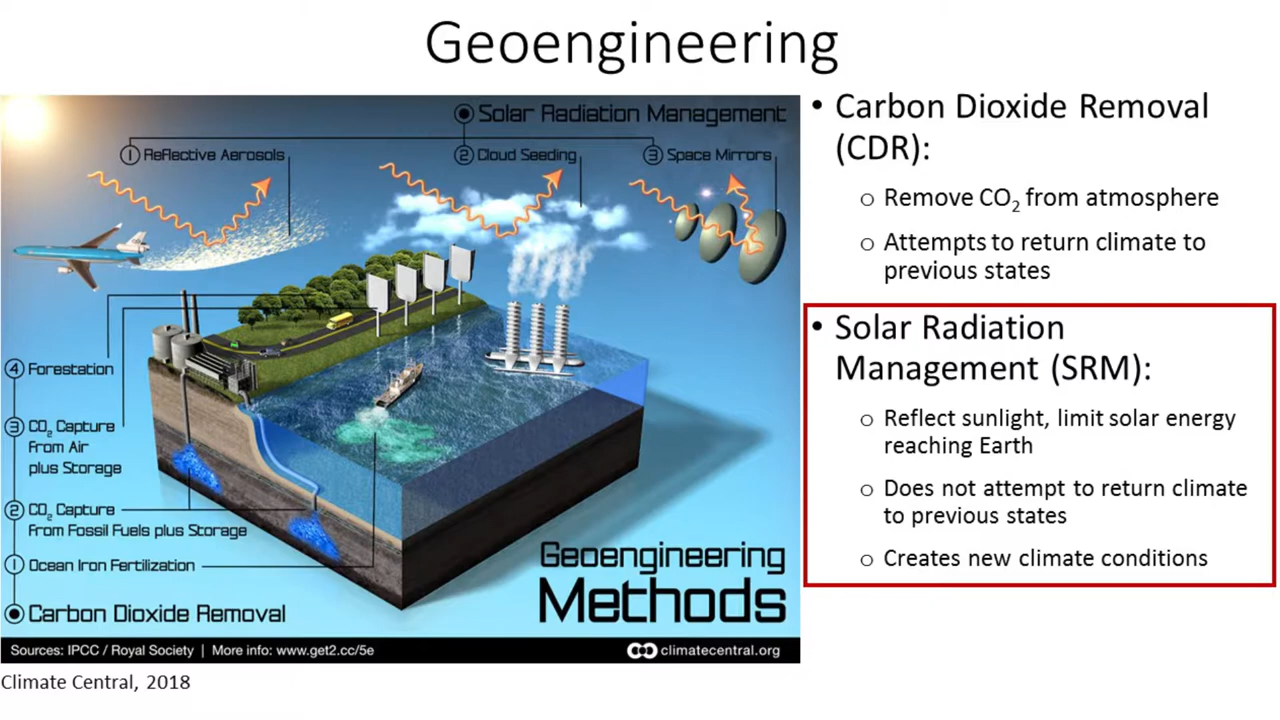 Geoengineering
Solar Radiation Management
1 Reflective Aerosols
2 Cloud Seeding
3 Space Mirrors
4 Forestation
3 CO₂ Capture
From Air
plus Storage
2 CO₂ Capture
From Fossil Fuels plus Storage
1 Ocean Iron Fertilization
Carbon Dioxide Removal
Geoengineering
Methods
Sources: IPCC / Royal Society | More info: www.get2.cc/5e
climatecentral.org
Climate Central, 2018
• Carbon Dioxide Removal
(CDR):
o Remove CO₂ from atmosphere
o Attempts to return climate to
previous states
• Solar Radiation
Management (SRM):
o Reflect sunlight, limit solar energy
reaching Earth
o Does not attempt to return climate
to previous states
o Creates new climate conditions